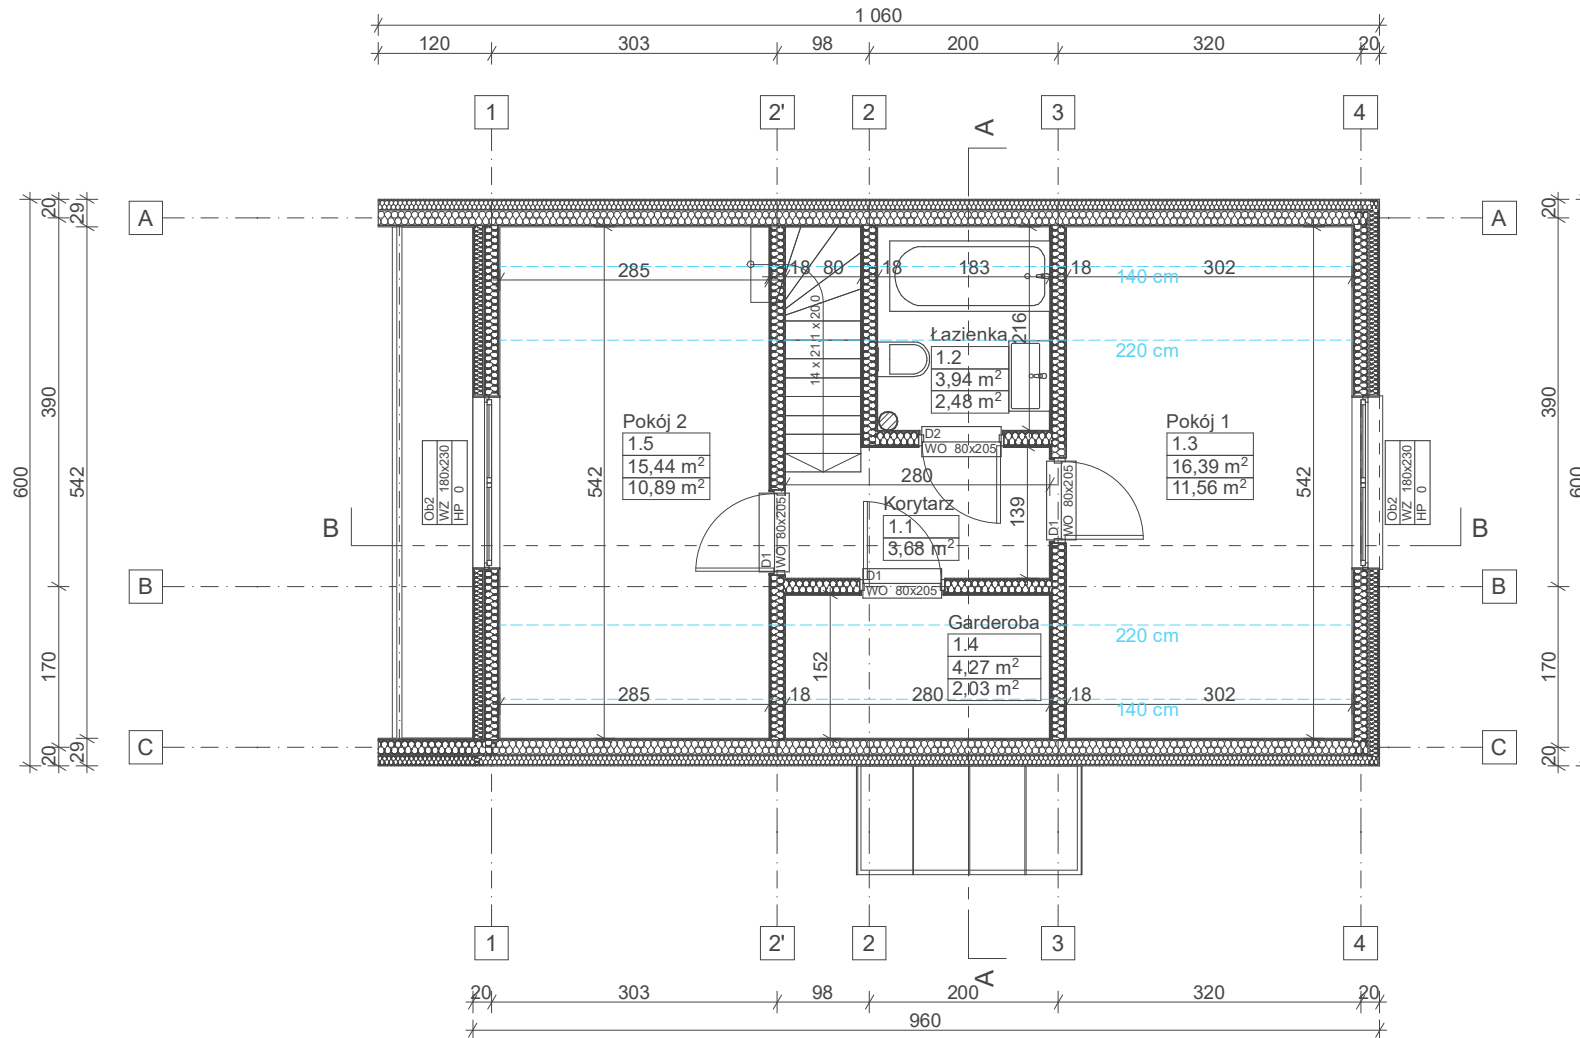 1 060
120 303 98 200 320 20
1 2' 2 3 4
A
20 29
A
A
20
285 18 80 18 183 18 302
140 cm
14 x 21,1 x 20,0
216
220 cm
Łazienka
1.2
3,94 m²
2,48 m²
390
390
Pokój 2
1.5
15,44 m²
10,89 m²
Pokój 1
1.3
16,39 m²
11,56 m²
D2
WO 80x205
600 542
542
542
600
Ob2
WZ 180x230
HP 0
Ob2
WZ 180x230
HP 0
280
D1
WO 80x205
D1
WO 80x205
139
Korytarz
1.1
3,68 m²
B
B
D1
WO 80x205
B
B
Garderoba
1.4
4,27 m²
2,03 m²
220 cm
170
152
170
285 18 280 18 302
140 cm
C
20 29
C
20
1 2' 2 3 4
A
20 303 98 200 320 20
960